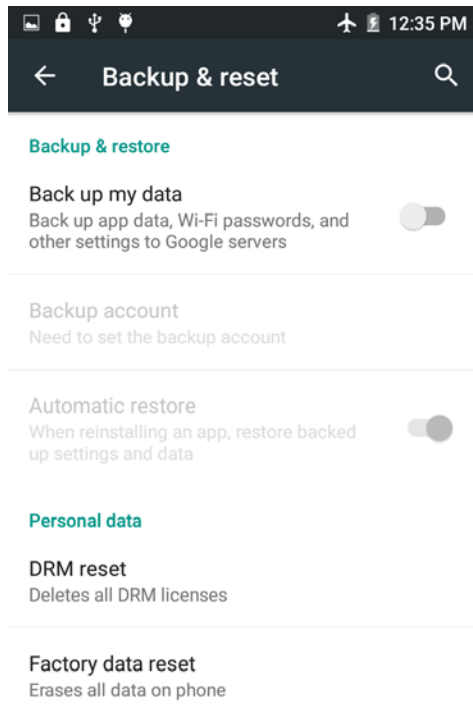 12:35 PM
Backup & reset
Backup & restore
Back up my data
Back up app data, Wi-Fi passwords, and
other settings to Google servers
Backup account
Need to set the backup account
Automatic restore
When reinstalling an app, restore backed
up settings and data
Personal data
DRM reset
Deletes all DRM licenses
Factory data reset
Erases all data on phone